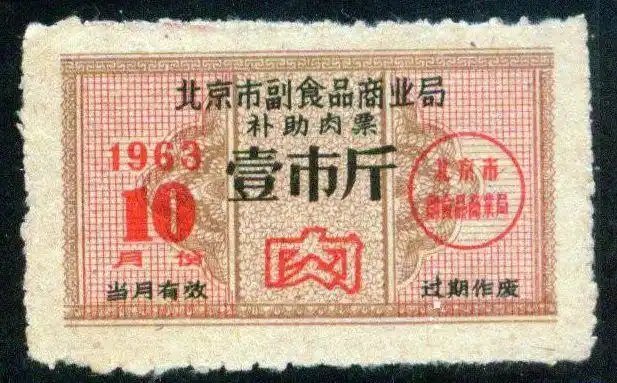 北京市副食品商业局
补助肉票
壹市斤
1963
10
月份
肉
北京市
副食品商業局
当月有效
过期作废